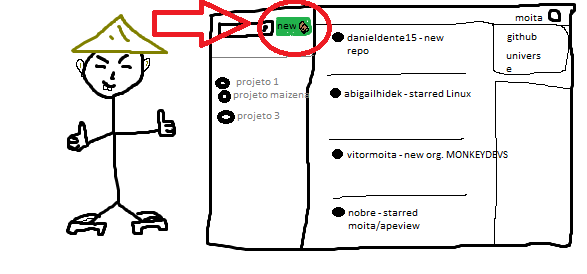 new
moita
projeto 1
projeto maizena
projeto 3
danieldente15 - new
repo
abigailhidek - starred Linux
vitormoita - new org. MONKEYDEVS
nobre - starred
moita/apeview
github
univers
e